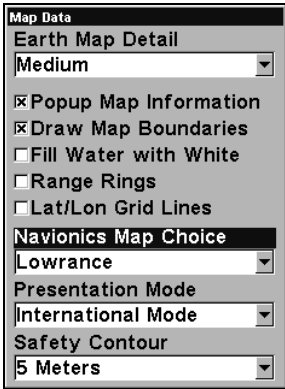 Map Data
Earth Map Detail
Medium
Popup Map Information
Draw Map Boundaries
Fill Water with White
Range Rings
Lat/Lon Grid Lines
Navionics Map Choice
Lowrance
Presentation Mode
International Mode
Safety Contour
5 Meters